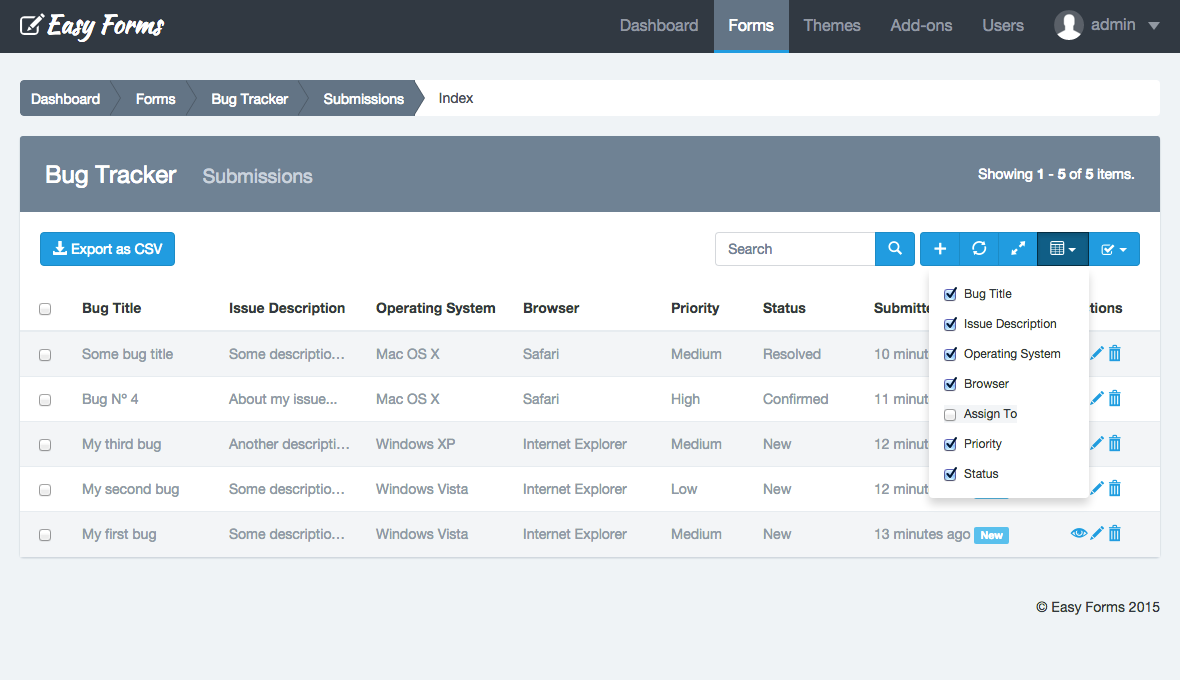 Easy Forms
Dashboard Forms Themes Add-ons Users admin
Dashboard Forms Bug Tracker Submissions Index
Bug Tracker Submissions Showing 1 - 5 of 5 items.
Export as CSV Search
Bug Title Issue Description Operating System Browser Priority Status Submitte tions
Some bug title Some descriptio... Mac OS X Safari Medium Resolved 10 minut
Bug Nº 4 About my issue... Mac OS X Safari High Confirmed 11 minut
My third bug Another descripti... Windows XP Internet Explorer Medium New 12 minut
My second bug Some descriptio... Windows Vista Internet Explorer Low New 12 minut
My first bug Some descriptio... Windows Vista Internet Explorer Medium New 13 minutes ago New
Bug Title
Issue Description
Operating System
Browser
Assign To
Priority
Status
© Easy Forms 2015